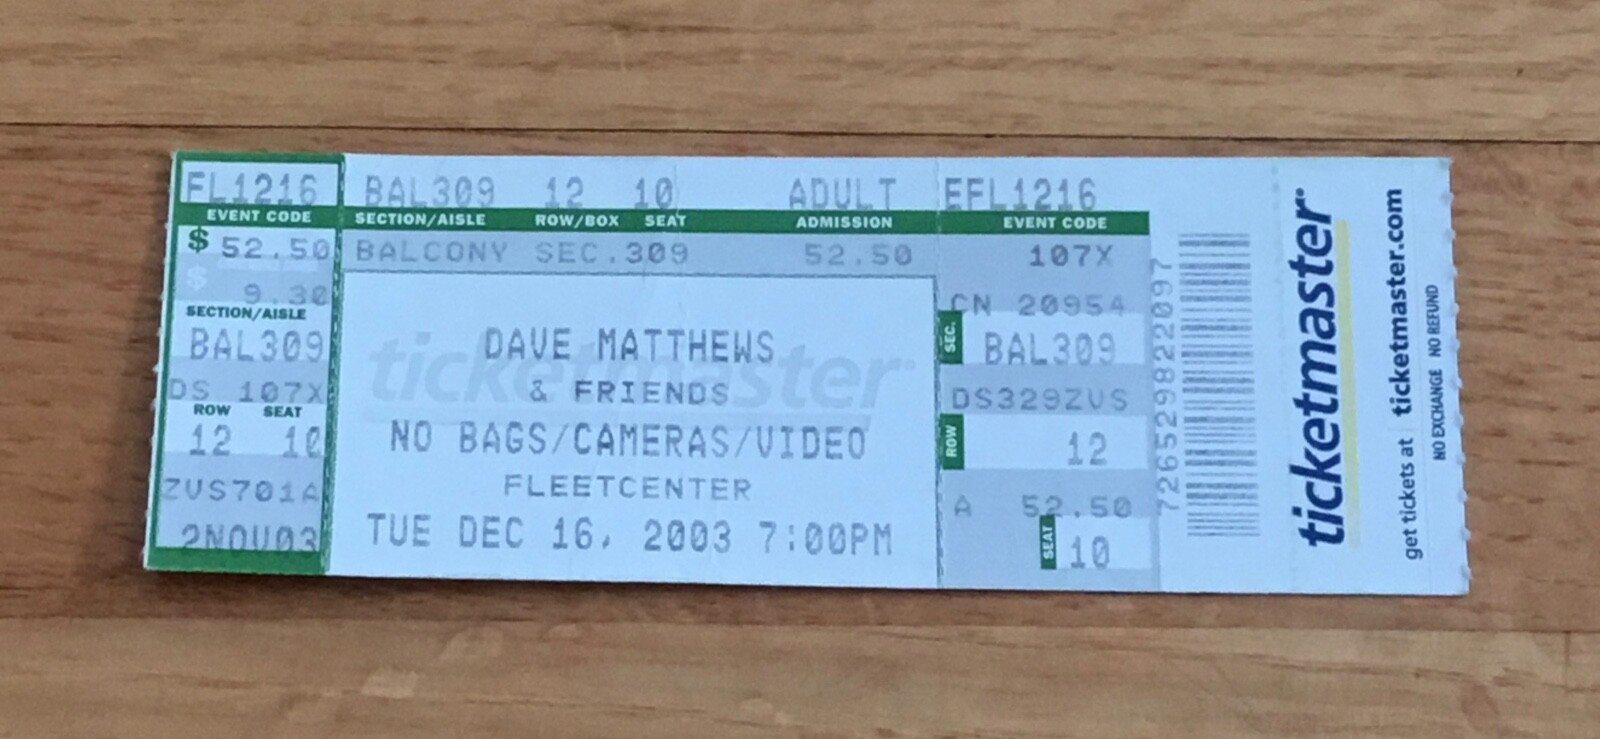 FL1216
EVENT CODE
$ 52.50
$ 9.30
SECTION/AISLE
BAL309
DS 107X
ROW SEAT
12 10
ZVS701A
2NOV03
BAL309 12 10 ADULT
SECTION/AISLE ROW/BOX SEAT ADMISSION
BALCONY SEC.309 52.50
ticketmaster
DAVE MATTHEWS
& FRIENDS
NO BAGS/CAMERAS/VIDEO
FLEETCENTER
TUE DEC 16, 2003 7:00PM
EFL1216
EVENT CODE
107X
CN 20954
SEC. BAL309
DS329ZVS
ROW 12
A 52.50
SEAT 10
726529822097
ticketmaster
get tickets at ticketmaster.com
NO EXCHANGE NO REFUND